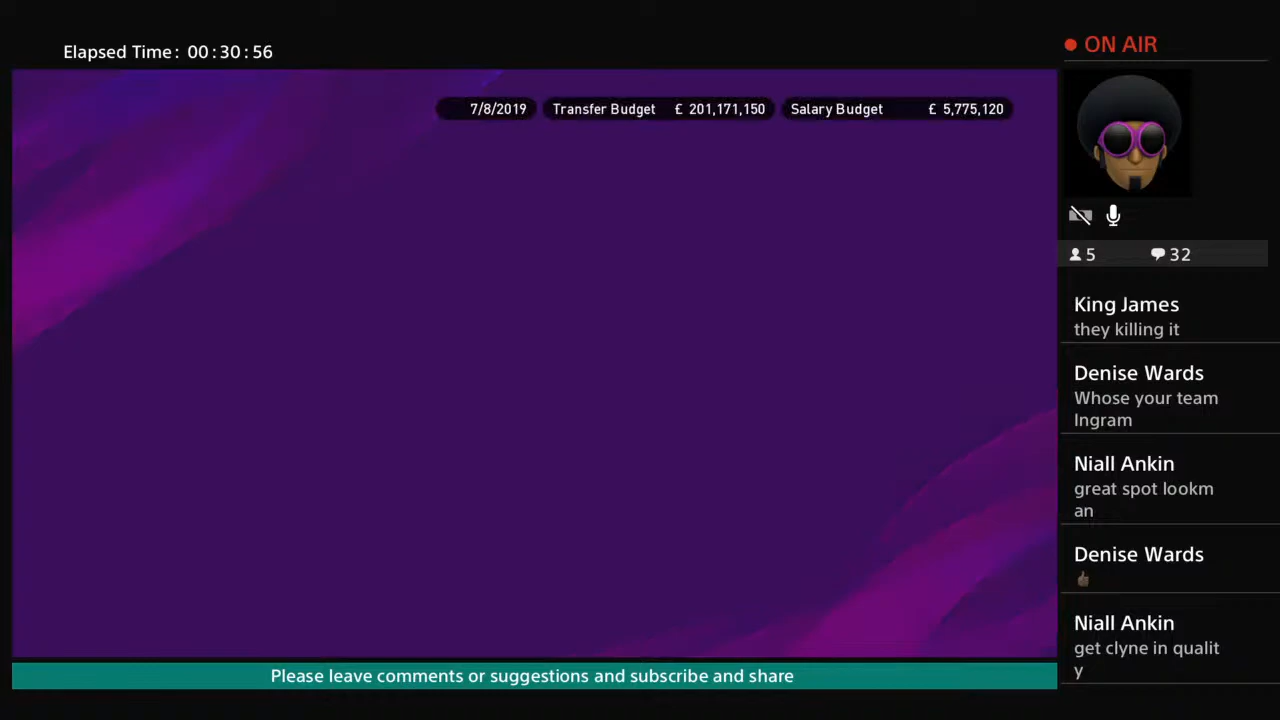 Elapsed Time: 00:30:56
ON AIR
7/8/2019 Transfer Budget £ 201,171,150 Salary Budget £ 5,775,120
5 32
King James
they killing it
Denise Wards
Whose your team
Ingram
Niall Ankin
great spot lookm
an
Denise Wards
Niall Ankin
get clyne in qualit
y
Please leave comments or suggestions and subscribe and share